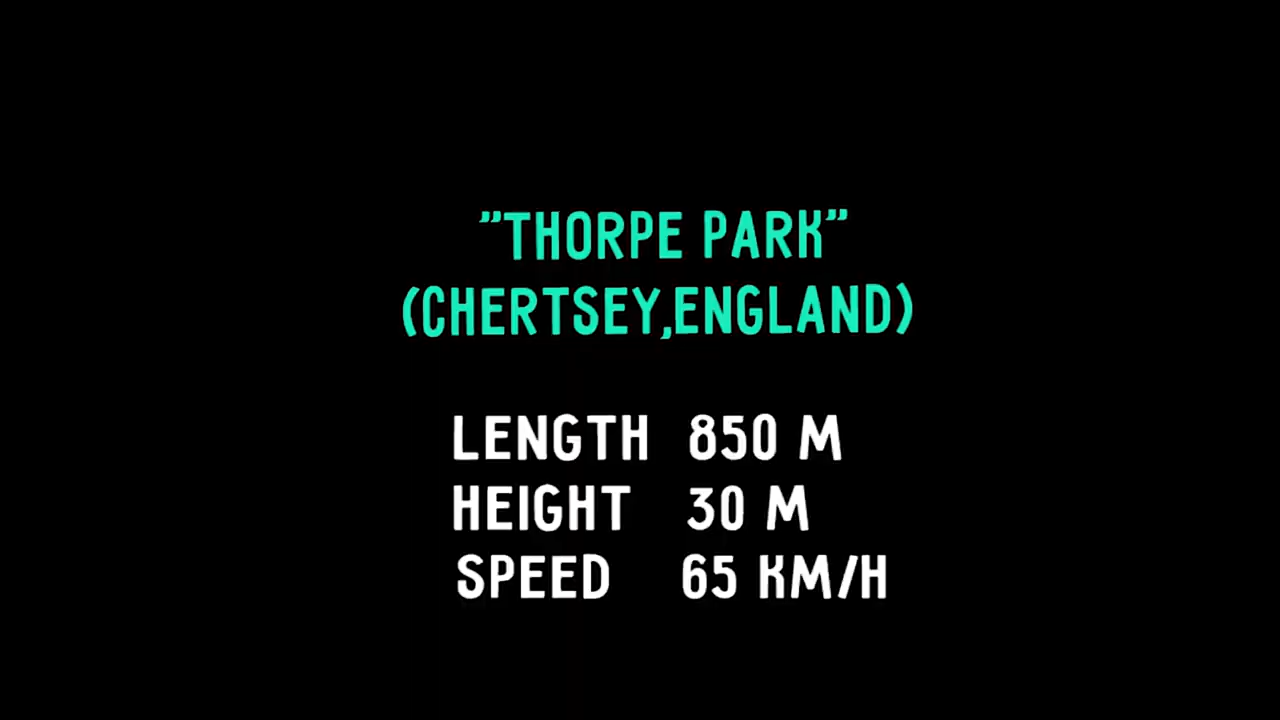 "THORPE PARK"
(CHERTSEY,ENGLAND)
LENGTH 850 M
HEIGHT 30 M
SPEED 65 KM/H